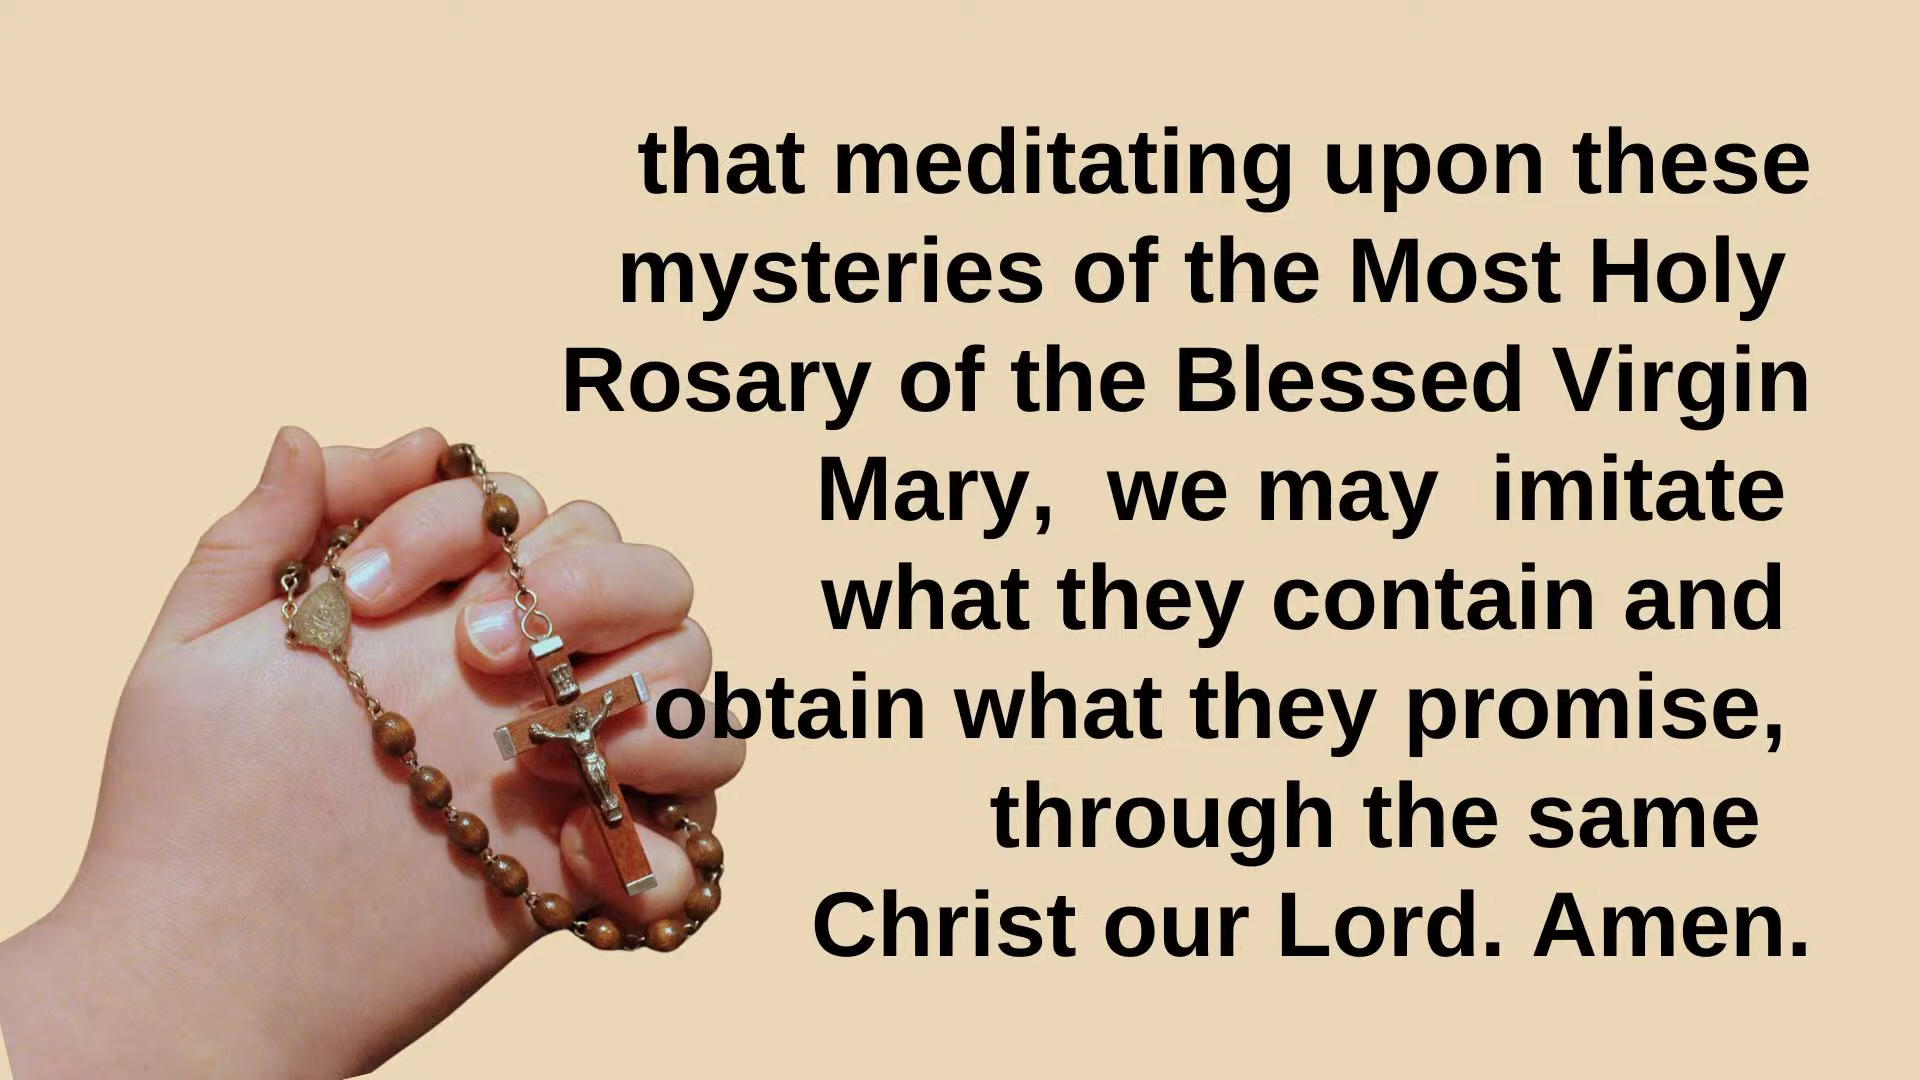 that meditating upon these
mysteries of the Most Holy
Rosary of the Blessed Virgin
Mary,  we may  imitate
what they contain and
obtain what they promise,
through the same
Christ our Lord. Amen.